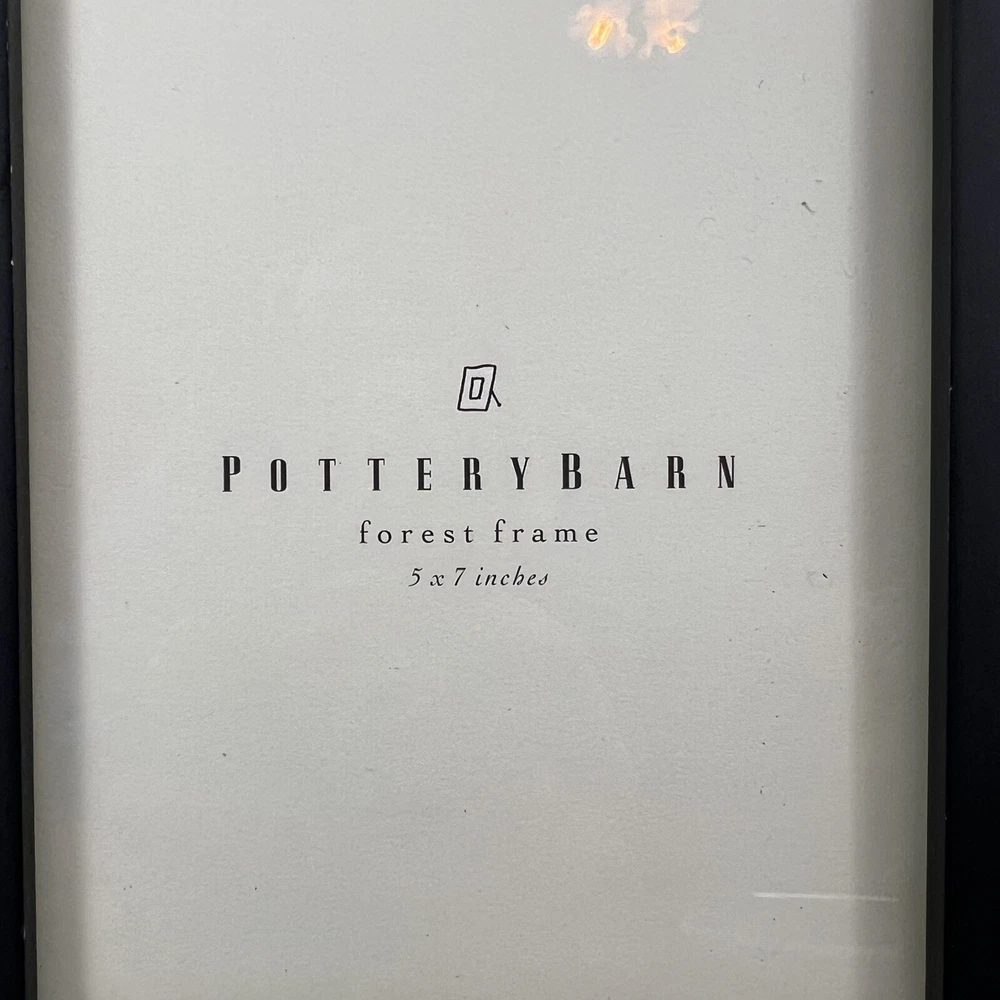 POTTERYBARN
forest frame
5 x 7 inches